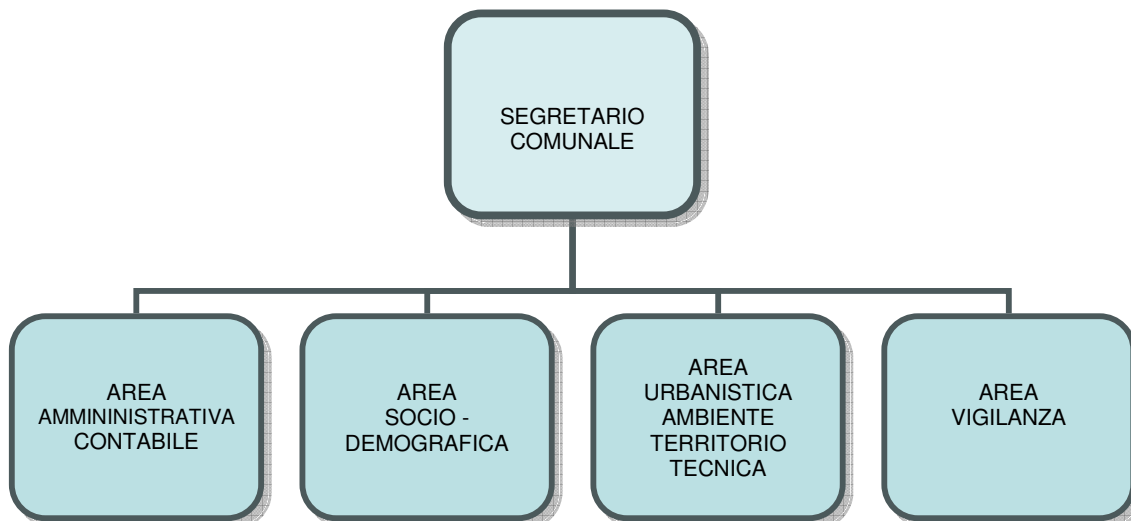 SEGRETARIO
COMUNALE
AREA
AMMININISTRATIVA
CONTABILE
AREA
SOCIO -
DEMOGRAFICA
AREA
URBANISTICA
AMBIENTE
TERRITORIO
TECNICA
AREA
VIGILANZA